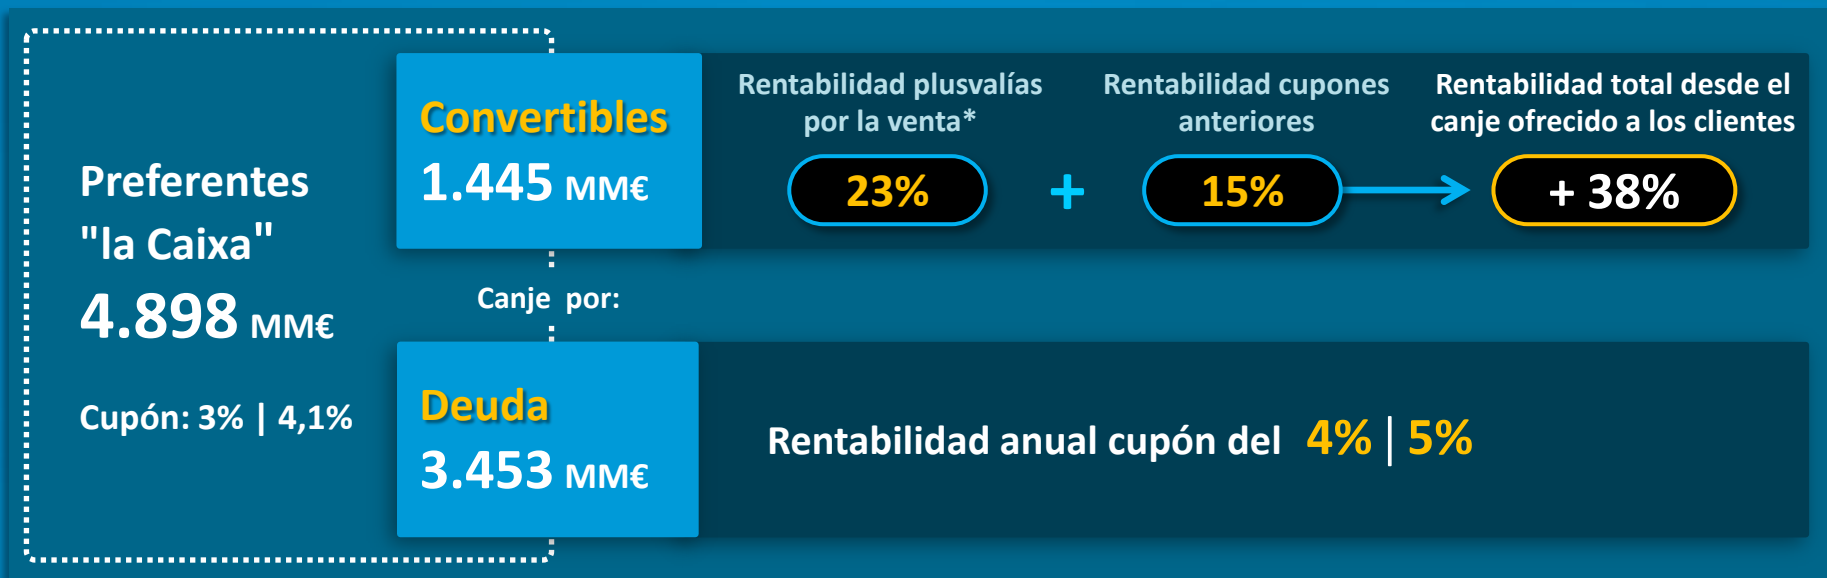 Preferentes
"la Caixa"
4.898 MM€
Cupón: 3% | 4,1%
Convertibles
1.445 MM€
Canje por:
Deuda
3.453 MM€
Rentabilidad plusvalías
por la venta*
23%
+
Rentabilidad cupones
anteriores
15%
Rentabilidad total desde el
canje ofrecido a los clientes
+ 38%
Rentabilidad anual cupón del 4% | 5%